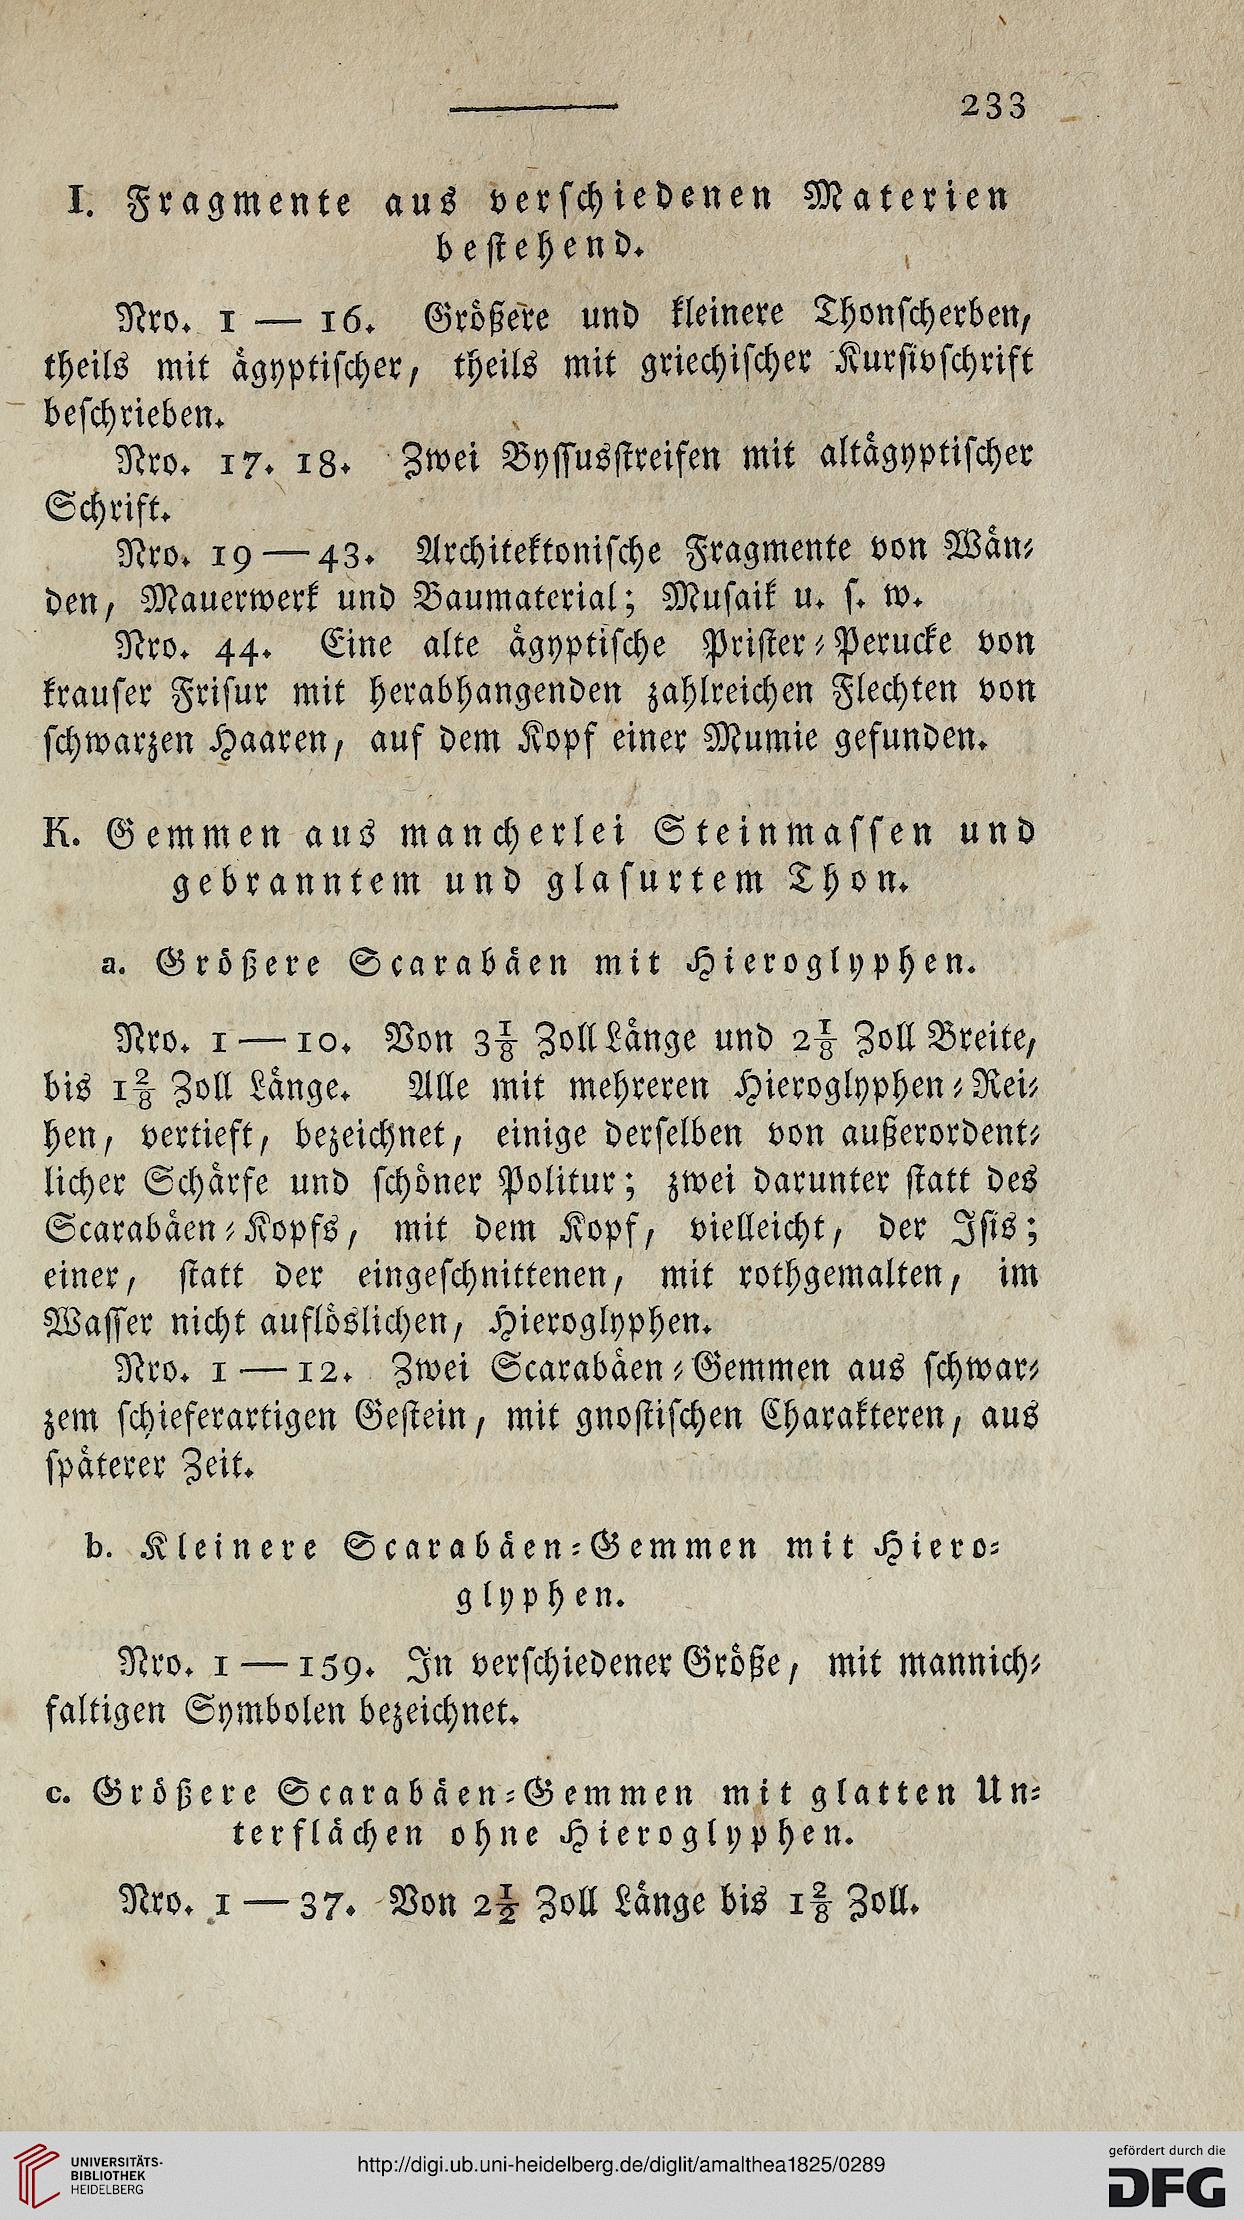 233
I. Fragmente aus verschiedenen Materien
bestehend.
Nro. 1 — 16. Größere und kleinere Thonscherben,
theils mit ägyptischer, theils mit griechischer Kursivschrift
beschrieben.
Nro. 17. 18. Zwei Byssusstreifen mit altägyptischer
Schrift.
Nro. 19 — 43. Architektonische Fragmente von Wän-
den, Mauerwerk und Baumaterial; Musaik u. s. w.
Nro. 44. Eine alte ägyptische Prister-Perucke von
krauser Frisur mit herabhangenden zahlreichen Flechten von
schwarzen Haaren, auf dem Kopf einer Mumie gefunden.
K. Gemmen aus mancherlei Steinmassen und
gebranntem und glasurtem Thon.
a. Größere Scarabäen mit Hieroglyphen.
Nro. 1 — 10. Von 3⅛ Zoll Länge und 2⅛ Zoll Breite,
bis 1 2/8 Zoll Länge. Alle mit mehreren Hieroglyphen-Rei-
hen, vertieft, bezeichnet, einige derselben von außerordent-
licher Schärfe und schöner Politur; zwei darunter statt des
Scarabäen-Kopfs, mit dem Kopf, vielleicht, der Isis;
einer, statt der eingeschnittenen, mit rothgemalten, im
Wasser nicht auflöslichen, Hieroglyphen.
Nro. 1 — 12. Zwei Scarabäen-Gemmen aus schwar-
zem schieferartigen Gestein, mit gnostischen Charakteren, aus
späterer Zeit.
b. Kleinere Scarabäen-Gemmen mit Hiero-
glyphen.
Nro. 1 — 159. In verschiedener Größe, mit mannich-
faltigen Symbolen bezeichnet.
c. Größere Scarabäen-Gemmen mit glatten Un-
terflächen ohne Hieroglyphen.
Nro. 1 — 37. Von 2½ Zoll Länge bis 1 2/8 Zoll.
UNIVERSITÄTS-
BIBLIOTHEK
HEIDELBERG
http://digi.ub.uni-heidelberg.de/diglit/amalthea1825/0289
gefördert durch die
DFG